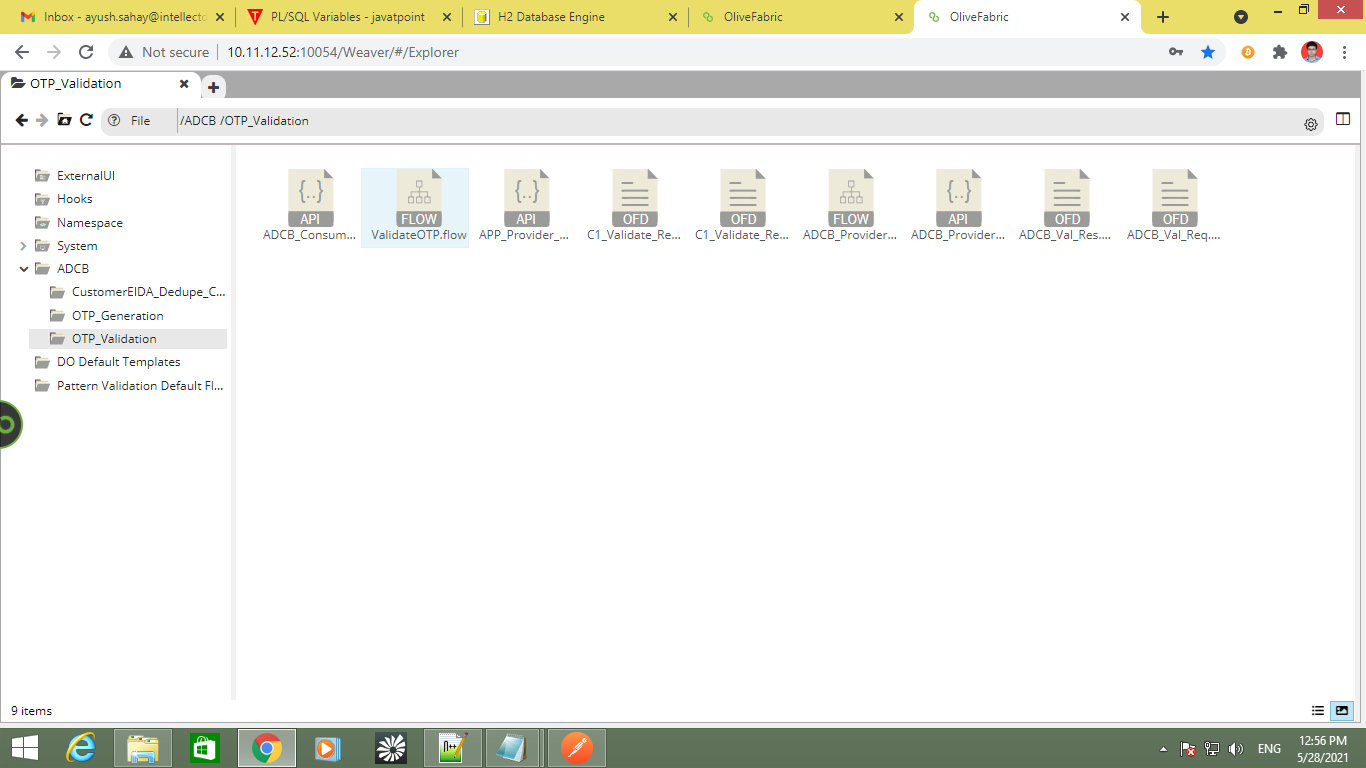 Inbox - ayush.sahay@intellect
PL/SQL Variables - javatpoint
H2 Database Engine
OliveFabric
OliveFabric
Not secure
10.11.12.52:10054/Weaver/#/Explorer
OTP_Validation
File
/ADCB /OTP_Validation
ExternalUI
Hooks
Namespace
System
ADCB
CustomerEIDA_Dedupe_C...
OTP_Generation
OTP_Validation
DO Default Templates
Pattern Validation Default Fl...
{..} API
ADCB_Consum...
FLOW
ValidateOTP.flow
{..} API
APP_Provider_...
OFD
C1_Validate_Re...
OFD
C1_Validate_Re...
FLOW
ADCB_Provider...
{..} API
ADCB_Provider...
OFD
ADCB_Val_Res....
OFD
ADCB_Val_Req....
9 items
ENG
12:56 PM
5/28/2021